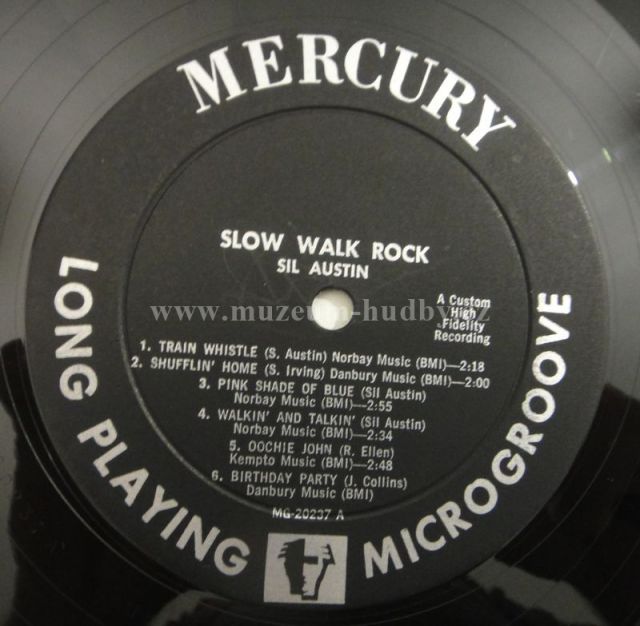 MERCURY
SLOW WALK ROCK
SIL AUSTIN
A Custom
High
Fidelity
Recording
www.muzeum-hudby.cz
1. TRAIN WHISTLE (S. Austin) Norbay Music (BMI)—2:18
2. SHUFFLIN' HOME (S. Irving) Danbury Music (BMI)—2:00
3. PINK SHADE OF BLUE (Sil Austin)
Norbay Music (BMI)—2:55
4. WALKIN' AND TALKIN' (Sil Austin)
Norbay Music (BMI)—2:34
5. OOCHIE JOHN (R. Ellen)
Kempto Music (BMI)—2:48
6. BIRTHDAY PARTY (J. Collins)
Danbury Music (BMI)
MG-20237 A
LONG PLAYING
MICROGROOVE